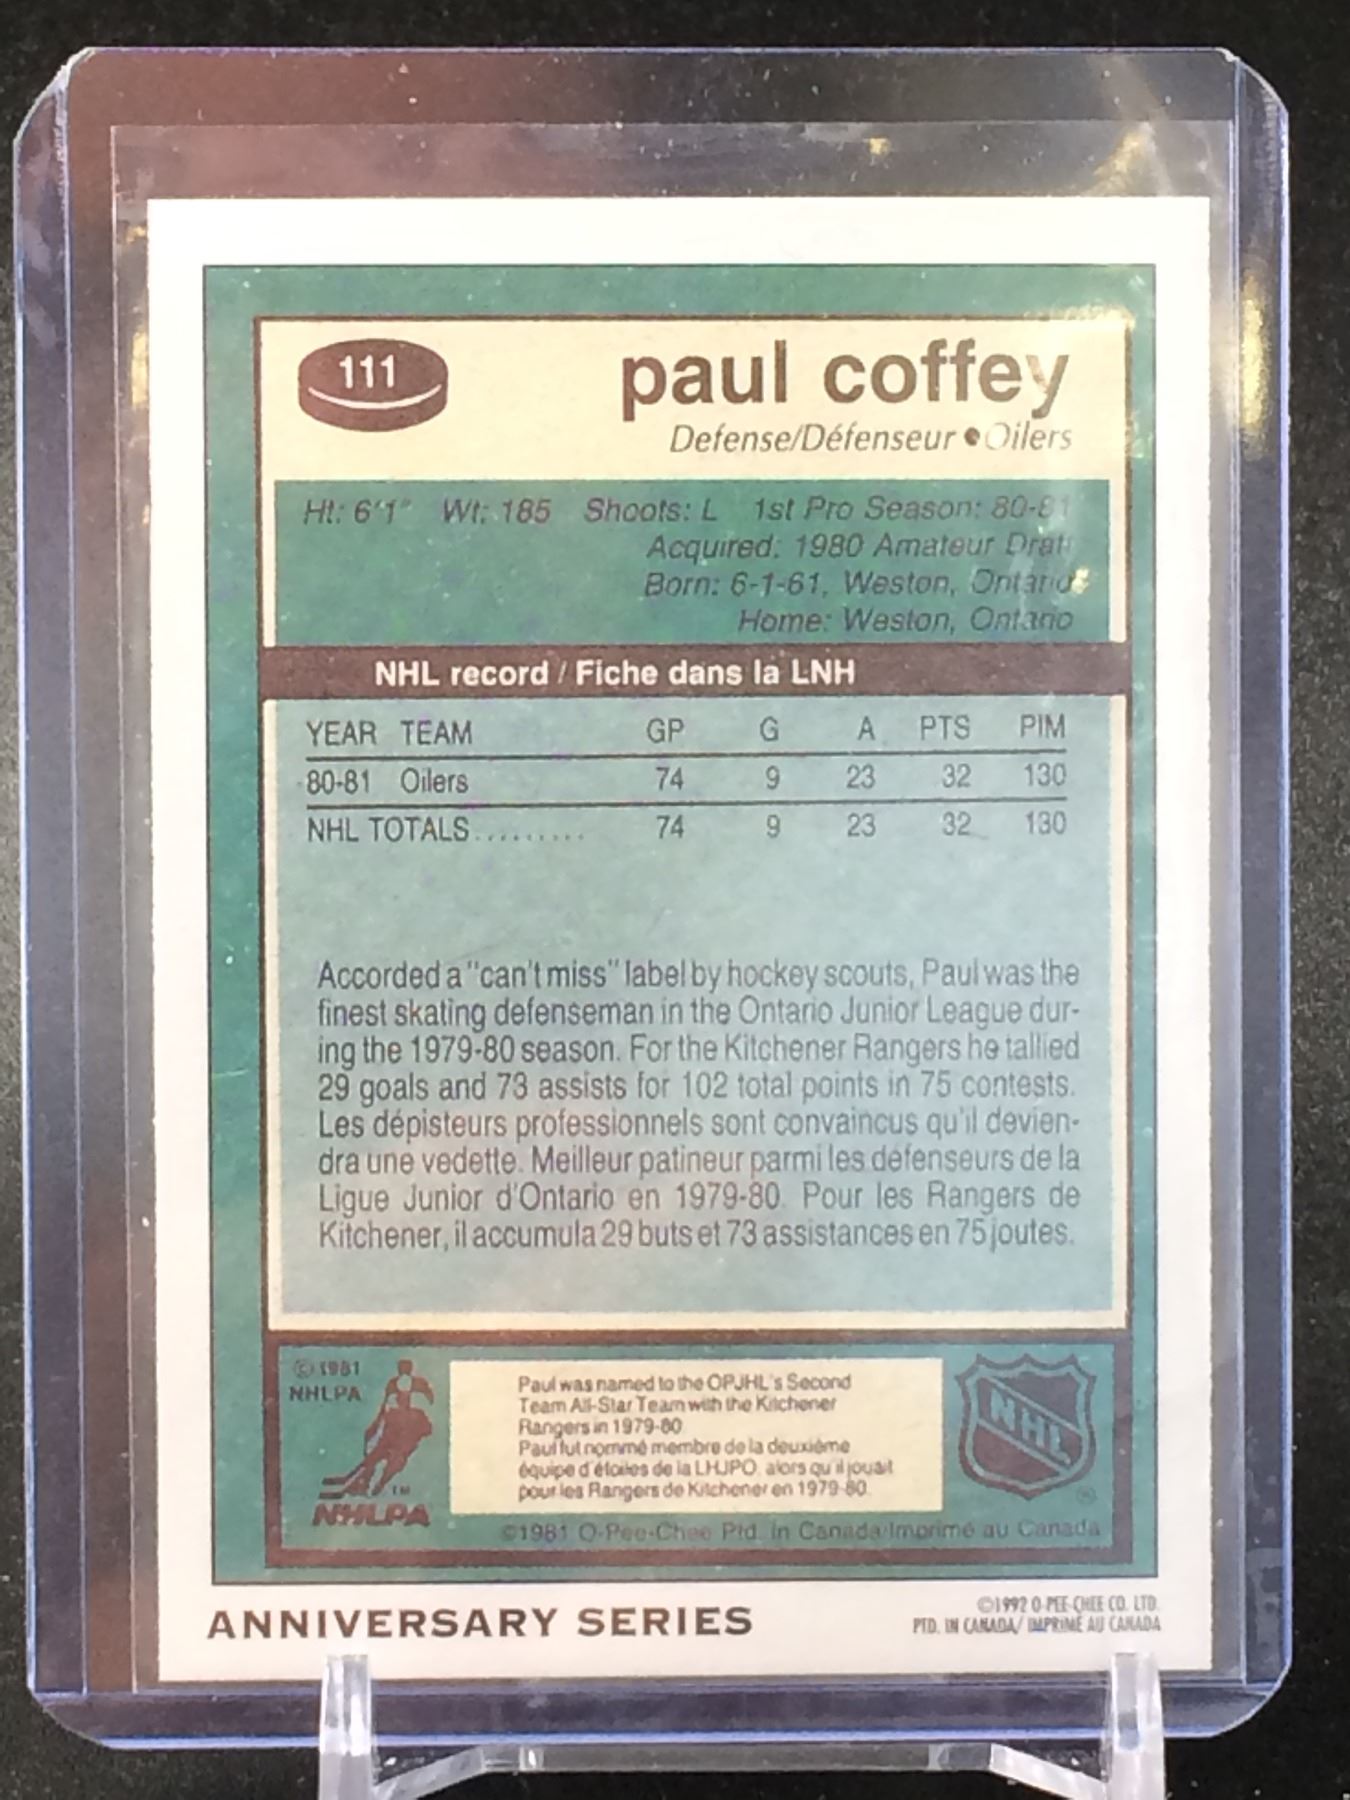 111
paul coffey
Defense/Défenseur • Oilers
Ht: 6'1" Wt: 185 Shoots: L 1st Pro Season: 80-81
Acquired: 1980 Amateur Draft
Born: 6-1-61, Weston, Ontario
Home: Weston, Ontario
NHL record / Fiche dans la LNH
YEAR TEAM GP G A PTS PIM
80-81 Oilers 74 9 23 32 130
NHL TOTALS......... 74 9 23 32 130
Accorded a "can't miss" label by hockey scouts, Paul was the
finest skating defenseman in the Ontario Junior League dur-
ing the 1979-80 season. For the Kitchener Rangers he tallied
29 goals and 73 assists for 102 total points in 75 contests.
Les dépisteurs professionnels sont convaincus qu'il devien-
dra une vedette. Meilleur patineur parmi les défenseurs de la
Ligue Junior d'Ontario en 1979-80. Pour les Rangers de
Kitchener, il accumula 29 buts et 73 assistances en 75 joutes.
© 1981
NHLPA
TM
NHLPA
Paul was named to the OPJHL's Second
Team All-Star Team with the Kitchener
Rangers in 1979-80.
Paul fut nommé membre de la deuxième
équipe d'étoiles de la LHJPO, alors qu'il jouait
pour les Rangers de Kitchener en 1979-80.
NHL
®
©1981 O-Pee-Chee Ptd. in Canada/Imprimé au Canada
ANNIVERSARY SERIES
©1992 O-PEE-CHEE CO. LTD.
PTD. IN CANADA/ IMPRIMÉ AU CANADA